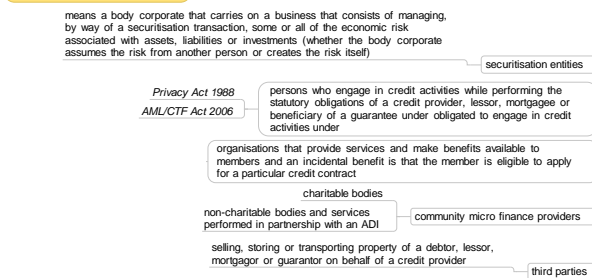 means a body corporate that carries on a business that consists of managing,
by way of a securitisation transaction, some or all of the economic risk
associated with assets, liabilities or investments (whether the body corporate
assumes the risk from another person or creates the risk itself)
securitisation entities
Privacy Act 1988
AML/CTF Act 2006
persons who engage in credit activities while performing the
statutory obligations of a credit provider, lessor, mortgagee or
beneficiary of a guarantee under obligated to engage in credit
activities under
organisations that provide services and make benefits available to
members and an incidental benefit is that the member is eligible to apply
for a particular credit contract
charitable bodies
non-charitable bodies and services
performed in partnership with an ADI
community micro finance providers
selling, storing or transporting property of a debtor, lessor,
mortgagor or guarantor on behalf of a credit provider
third parties